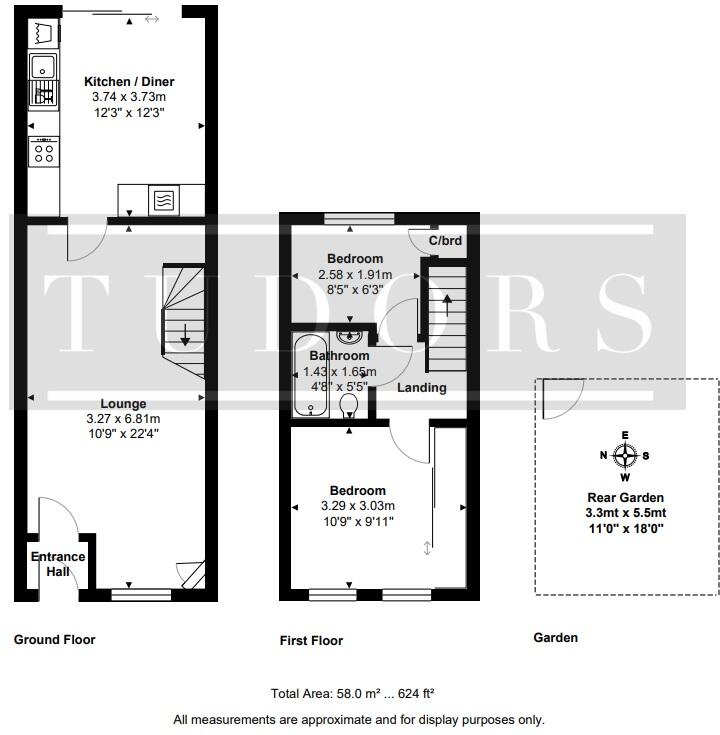 Kitchen / Diner
3.74 x 3.73m
12'3" x 12'3"
TUDORS
Lounge
3.27 x 6.81m
10'9" x 22'4"
Entrance
Hall
Ground Floor
C/brd
Bedroom
2.58 x 1.91m
8'5" x 6'3"
Bathroom
1.43 x 1.65m
4'8" x 5'5"
Landing
Bedroom
3.29 x 3.03m
10'9" x 9'11"
First Floor
E
N S
W
Rear Garden
3.3mt x 5.5mt
11'0" x 18'0"
Garden
Total Area: 58.0 m² ... 624 ft²
All measurements are approximate and for display purposes only.